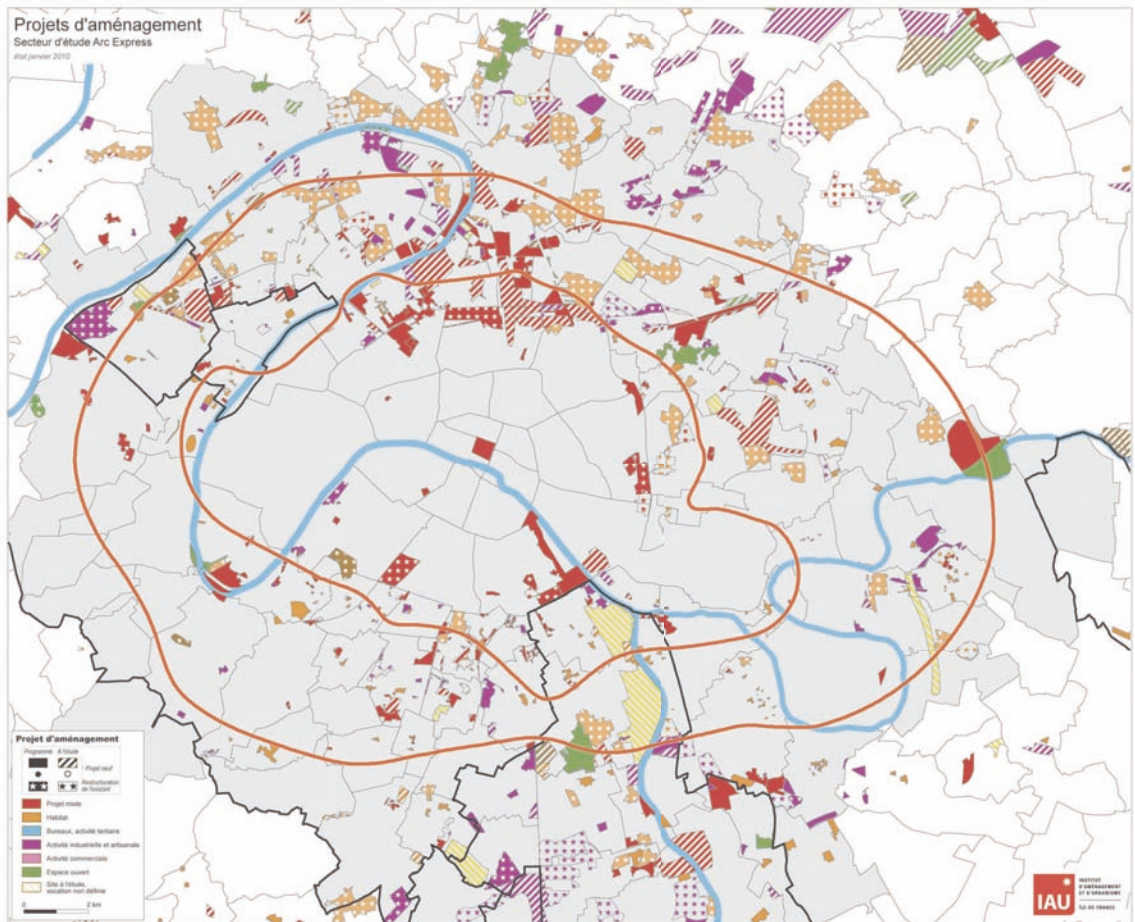 Projets d'aménagement
Secteur d'étude Arc Express
état janvier 2010
Projet d'aménagement
Programmé
A l'étude
Projet neuf
Restructuration
de l'existant
Projet mixte
Habitat
Bureaux, activité tertiaire
Activité industrielle et artisanale
Activité commerciale
Espace ouvert
Site à l'étude,
vocation non définie
0 2 km
IAU
INSTITUT
D'AMÉNAGEMENT
ET D'URBANISME
ÎLE-DE-FRANCE